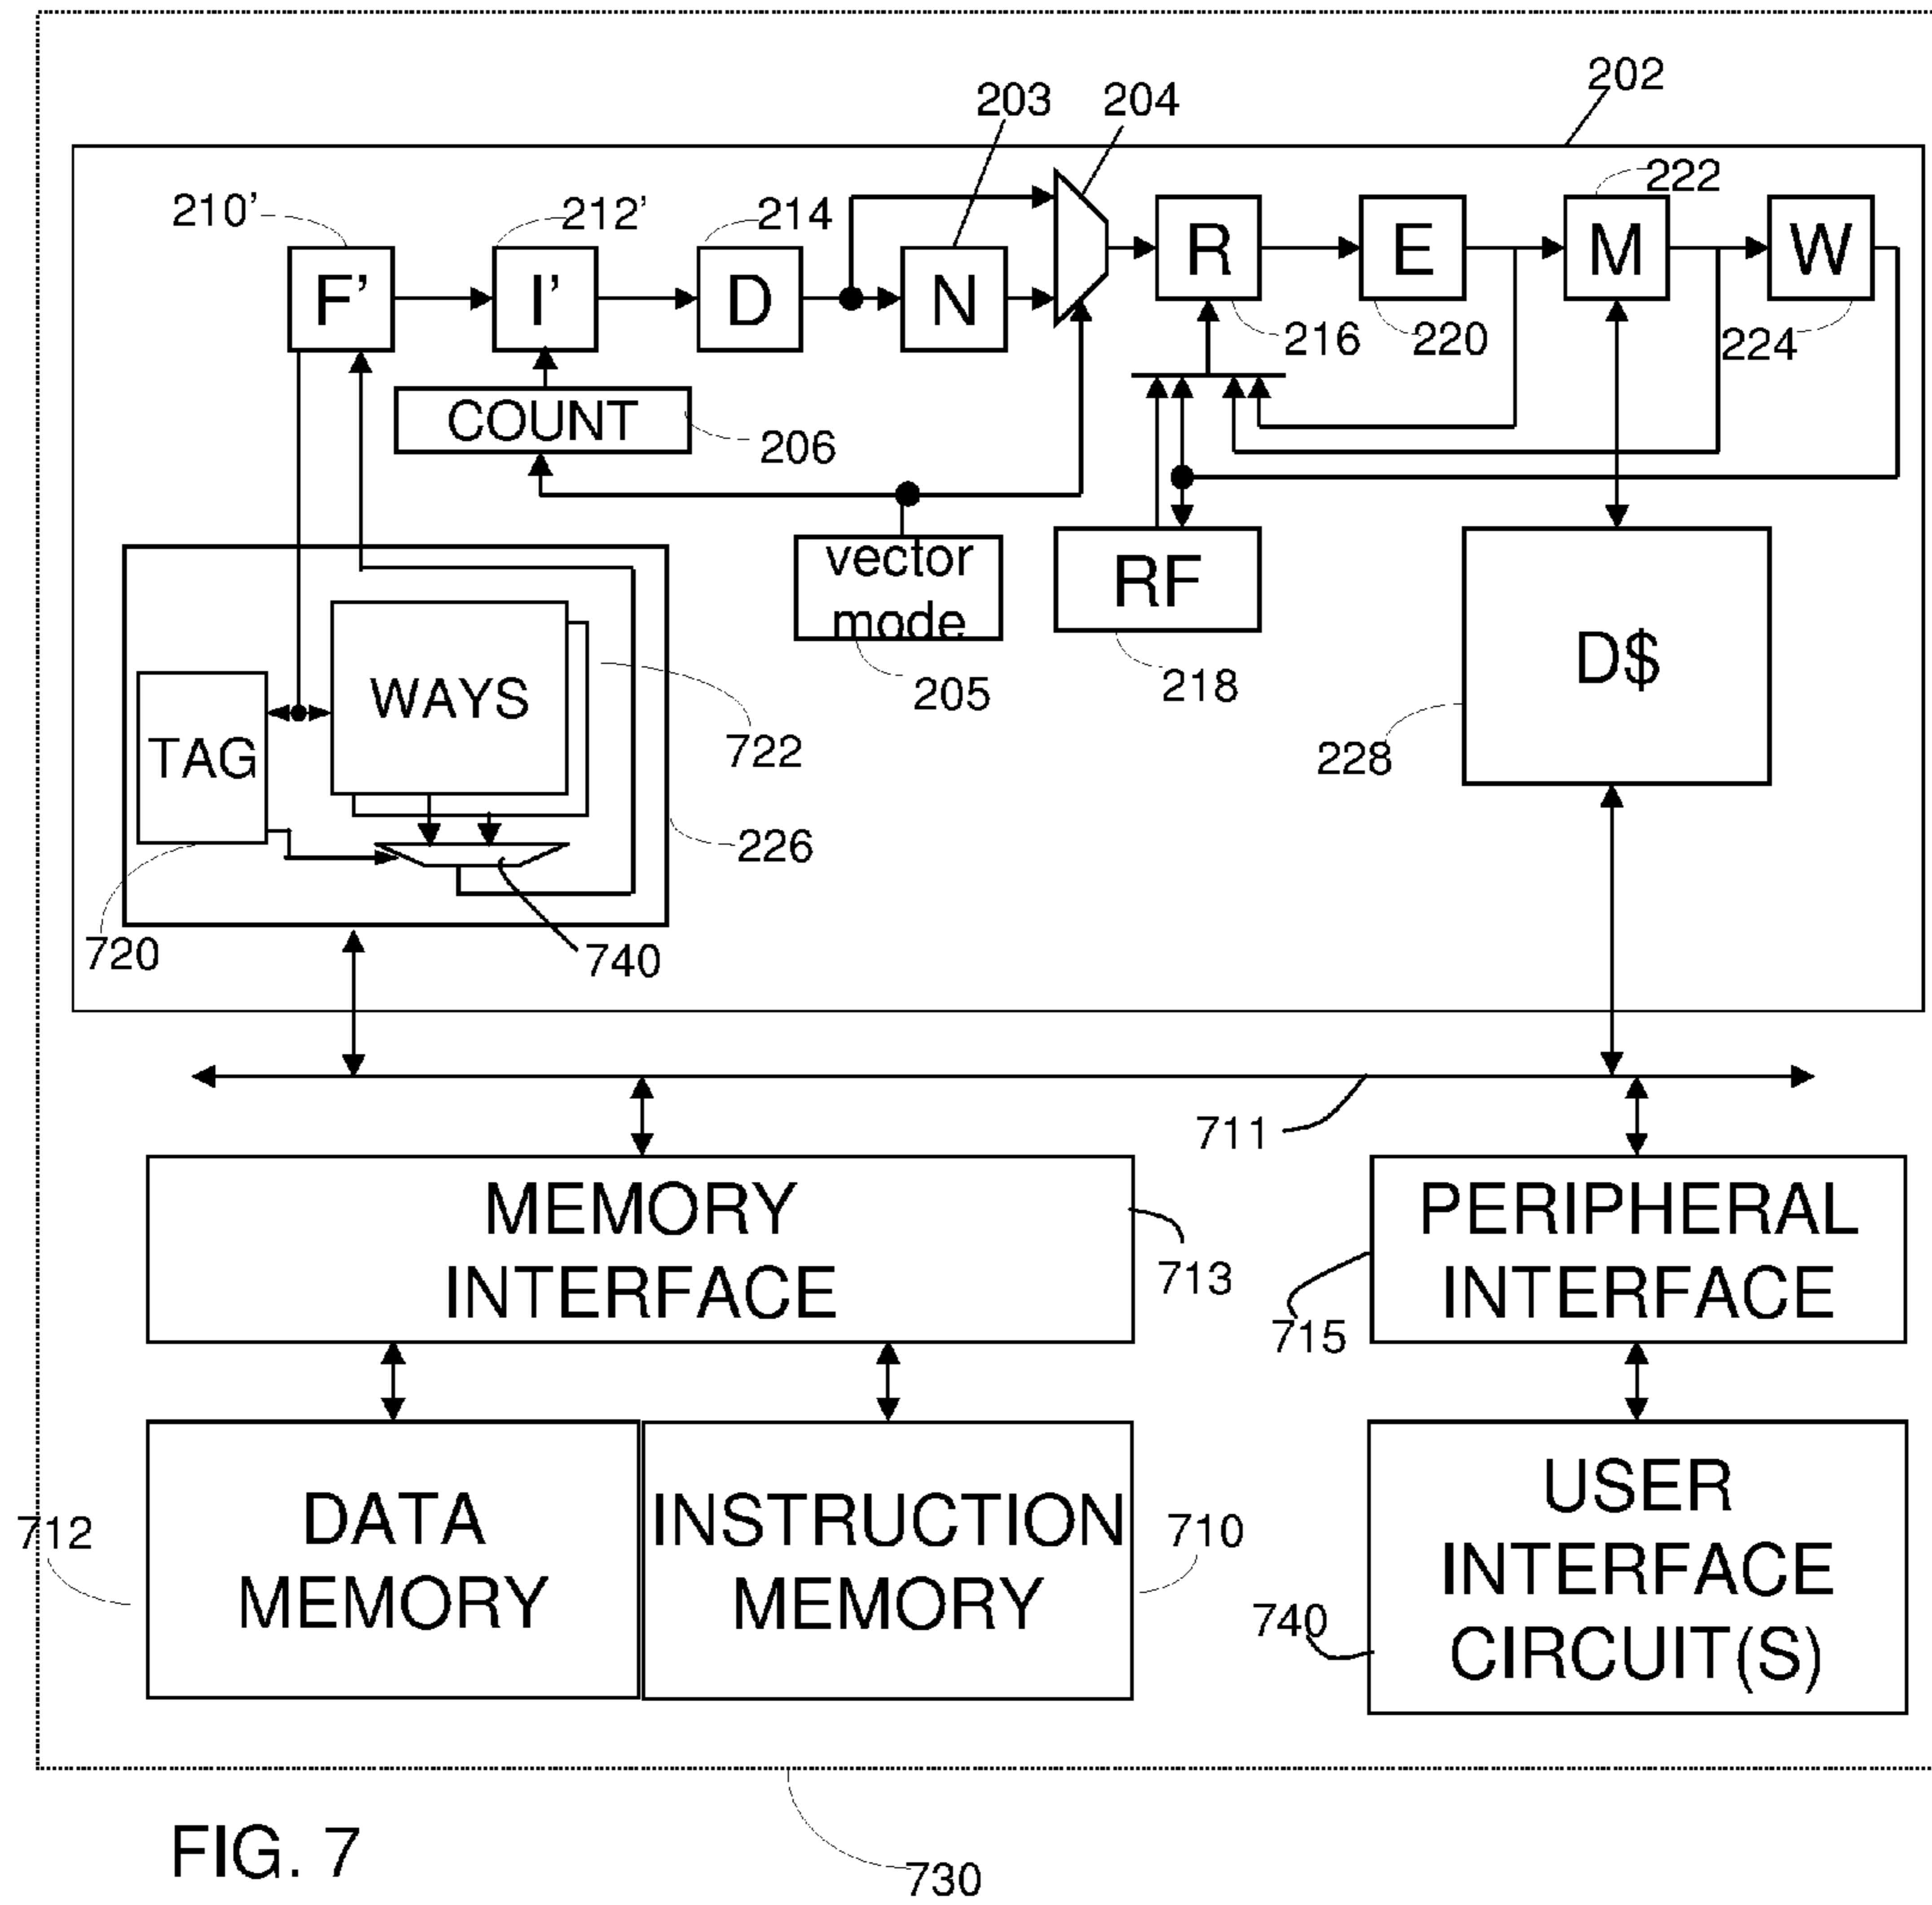 202
203
204
222
210’
212’
214
F’
I’
D
N
R
E
M
W
216
220
224
COUNT
206
vector
mode
205
RF
218
D$
228
WAYS
TAG
722
226
720
740
711
MEMORY
INTERFACE
713
PERIPHERAL
INTERFACE
715
DATA
MEMORY
712
INSTRUCTION
MEMORY
710
USER
INTERFACE
CIRCUIT(S)
740
FIG. 7
730